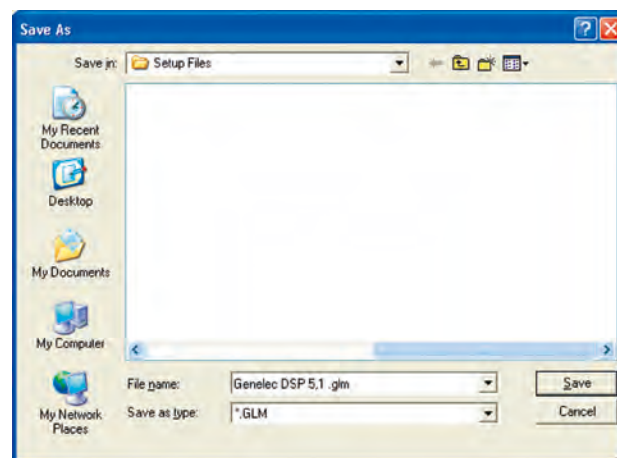 Save As
Save in: Setup Files
My Recent
Documents
Desktop
My Documents
My Computer
My Network
Places
File name: Genelec DSP 5,1 .glm
Save
Save as type: *.GLM
Cancel